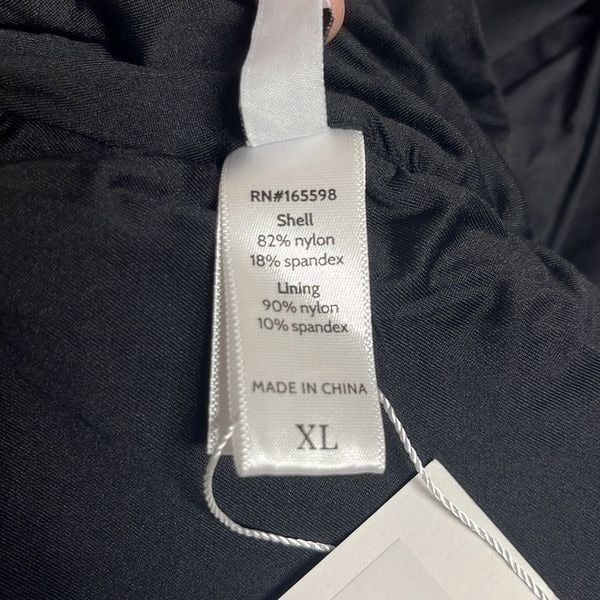 RN#165598
Shell
82% nylon
18% spandex
Lining
90% nylon
10% spandex
MADE IN CHINA
XL